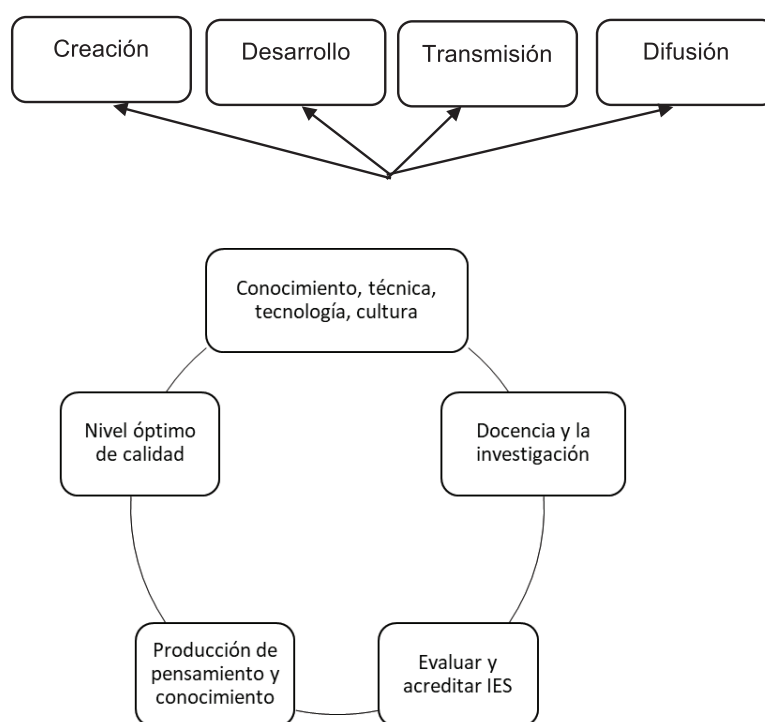 Creación
Desarrollo
Transmisión
Difusión
Conocimiento, técnica,
tecnología, cultura
Nivel óptimo
de calidad
Docencia y la
investigación
Producción de
pensamiento y
conocimiento
Evaluar y
acreditar IES